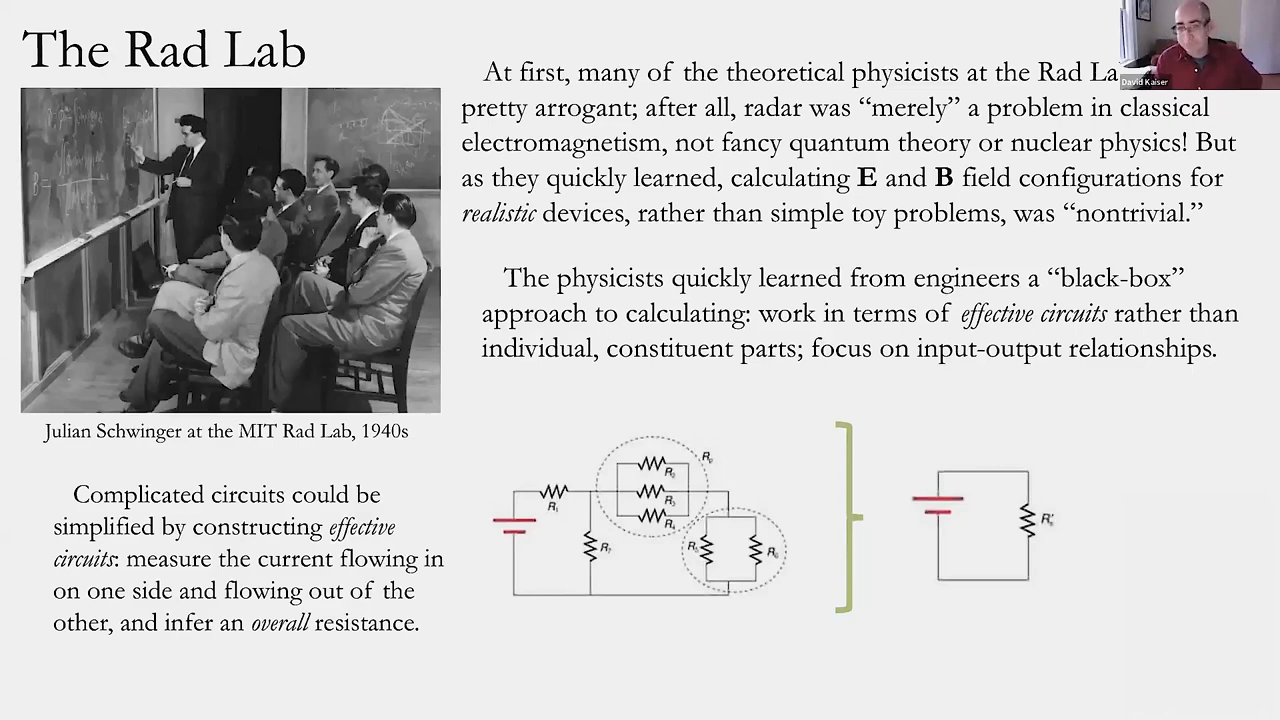 The Rad Lab
At first, many of the theoretical physicists at the Rad
pretty arrogant; after all, radar was “merely” a problem in classical
electromagnetism, not fancy quantum theory or nuclear physics! But
as they quickly learned, calculating E and B field configurations for
realistic devices, rather than simple toy problems, was “nontrivial.”
The physicists quickly learned from engineers a “black-box”
approach to calculating: work in terms of effective circuits rather than
individual, constituent parts; focus on input-output relationships.
David Kaiser
Julian Schwinger at the MIT Rad Lab, 1940s
Complicated circuits could be
simplified by constructing effective
circuits: measure the current flowing in
on one side and flowing out of the
other, and infer an overall resistance.
R₁
R₂
R₃
R₄
R₇
R₆